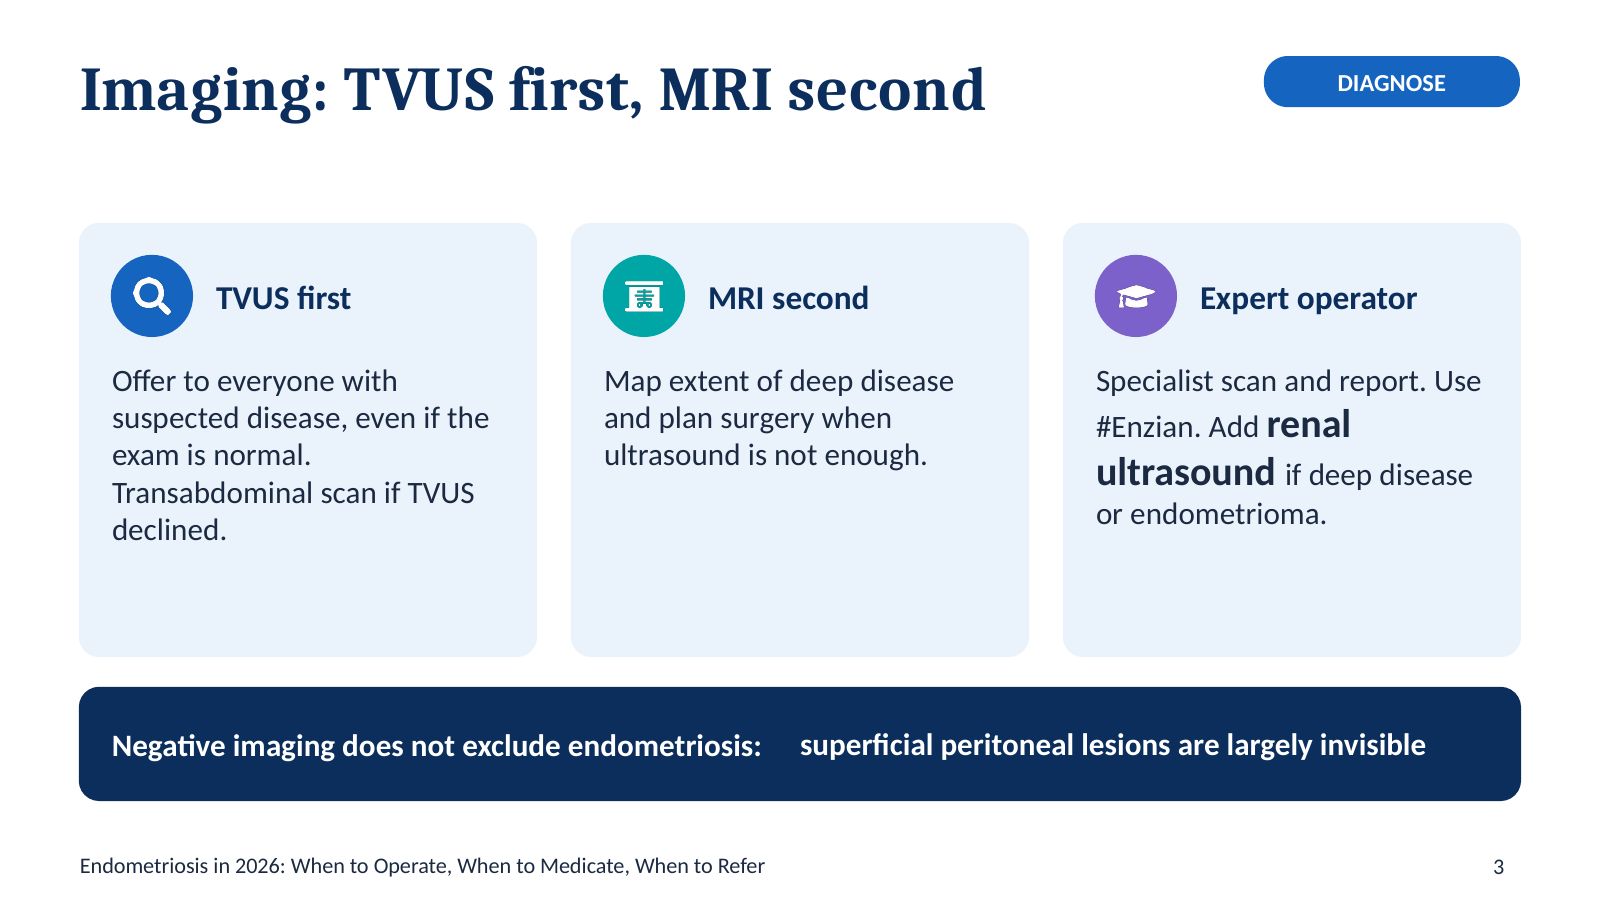 Imaging: TVUS first, MRI second
DIAGNOSE
TVUS first
Offer to everyone with
suspected disease, even if the
exam is normal.
Transabdominal scan if TVUS
declined.
MRI second
Map extent of deep disease
and plan surgery when
ultrasound is not enough.
Expert operator
Specialist scan and report. Use
#Enzian. Add renal
ultrasound if deep disease
or endometrioma.
Negative imaging does not exclude endometriosis: superficial peritoneal lesions are largely invisible
Endometriosis in 2026: When to Operate, When to Medicate, When to Refer
3